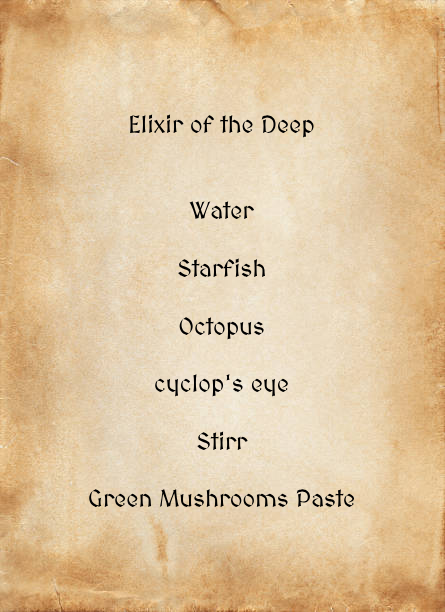 Elixir of the Deep
Water
Starfish
Octopus
cyclop's eye
Stirr
Green Mushrooms Paste